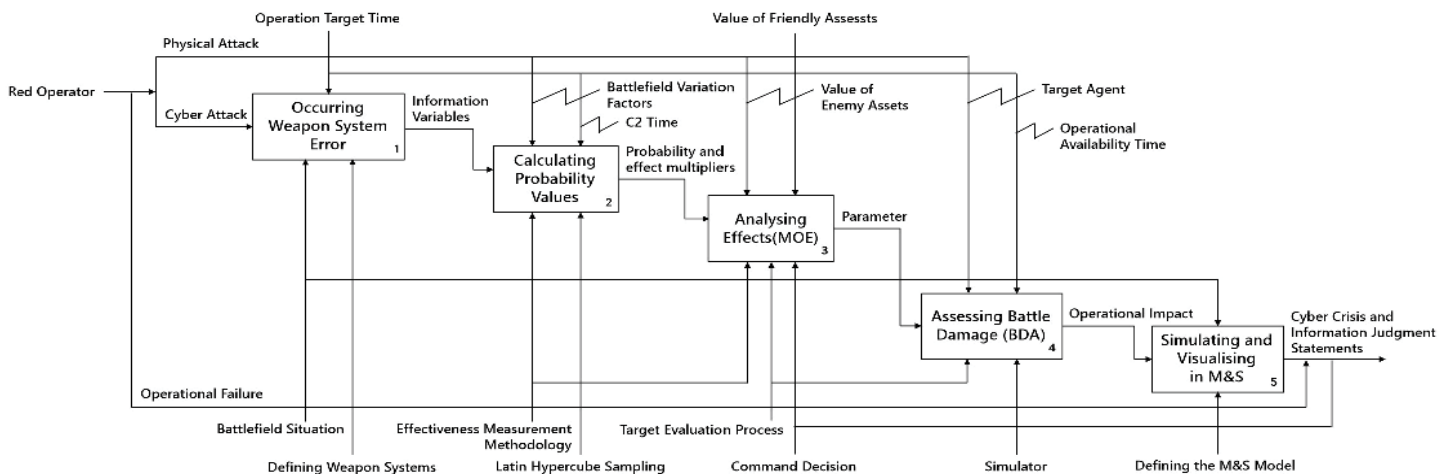 Operation Target Time
Value of Friendly Assessts
Physical Attack
Red Operator
Cyber Attack
Occurring
Weapon System
Error
1
Information
Variables
Battlefield Variation
Factors
C2 Time
Value of
Enemy Assets
Target Agent
Operational
Availability Time
Calculating
Probability
Values
2
Probability and
effect multipliers
Analysing
Effects(MOE)
3
Parameter
Assessing Battle
Damage (BDA)
4
Operational Impact
Simulating and
Visualising
in M&S
5
Cyber Crisis and
Information Judgment
Statements
Operational Failure
Battlefield Situation
Effectiveness Measurement
Methodology
Target Evaluation Process
Defining Weapon Systems
Latin Hypercube Sampling
Command Decision
Simulator
Defining the M&S Model